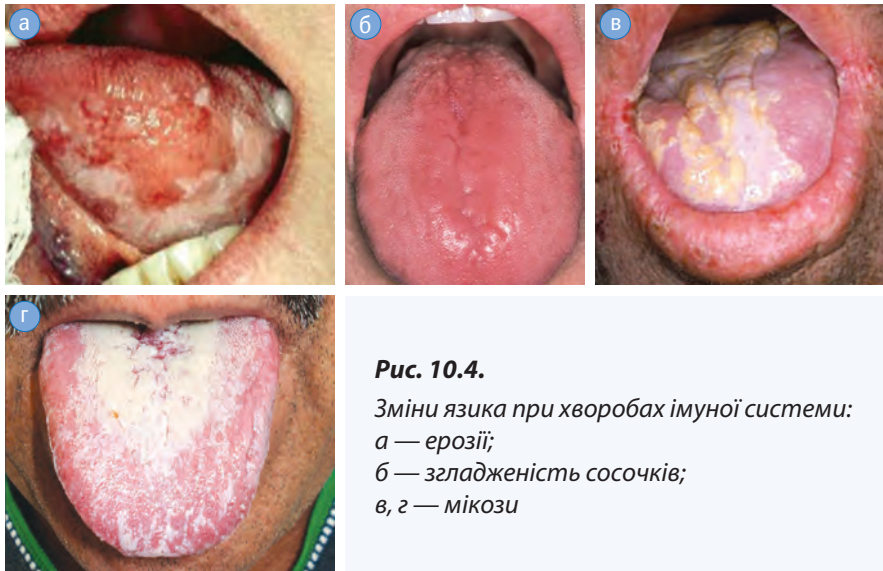 а
б
в
г
Рис. 10.4.
Зміни язика при хворобах імуної системи:
а — ерозії;
б — згладженість сосочків;
в, г — мікози